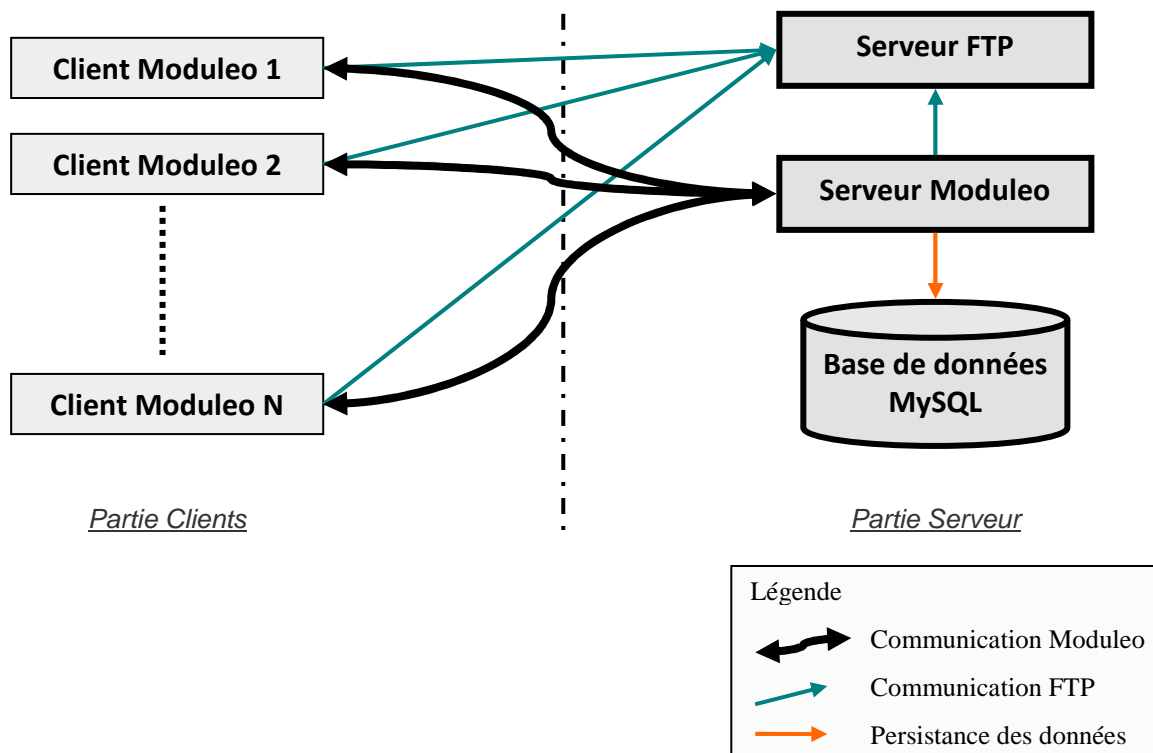 Client Moduleo 1
Client Moduleo 2
Client Moduleo N
Serveur FTP
Serveur Moduleo
Base de données
MySQL
Partie Clients
Partie Serveur
Légende
Communication Moduleo
Communication FTP
Persistance des données